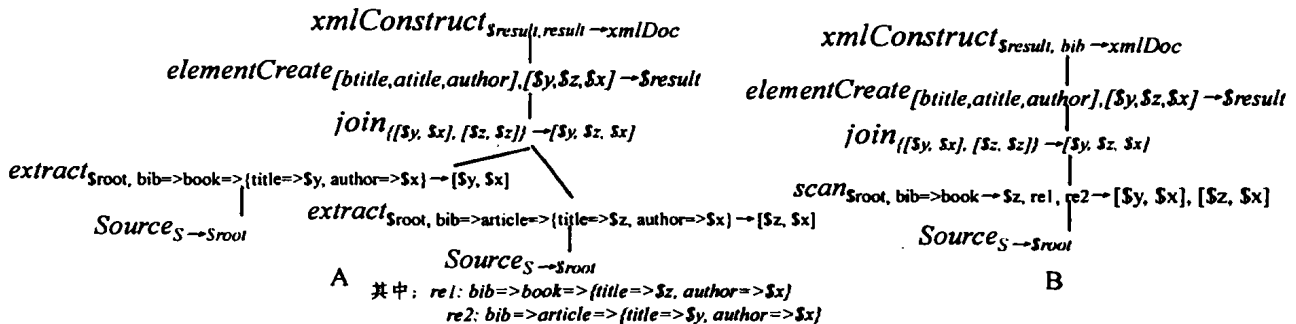 xmlConstruct$result,result→xmlDoc
elementCreate[btitle,atitle,author],[$y,$z,$x]→$result
join{[$y, $x], [$z, $z]}→[$y, $z, $x]
extract$root, bib=>book=>{title=>$y, author=>$x}→[$y, $x]
SourceS→$root
extract$root, bib=>article=>{title=>$z, author=>$x}→[$z, $x]
SourceS→$root
A
其中: re1: bib=>book=>{title=>$z, author=>$x}
re2: bib=>article=>{title=>$y, author=>$x}
xmlConstruct$result, bib→xmlDoc
elementCreate[btitle,atitle,author],[$y,$z,$x]→$result
join{[$y, $x], [$z, $z]}→[$y, $z, $x]
scan$root, bib=>book→$z, re1, re2→[$y, $x], [$z, $x]
SourceS→$root
B